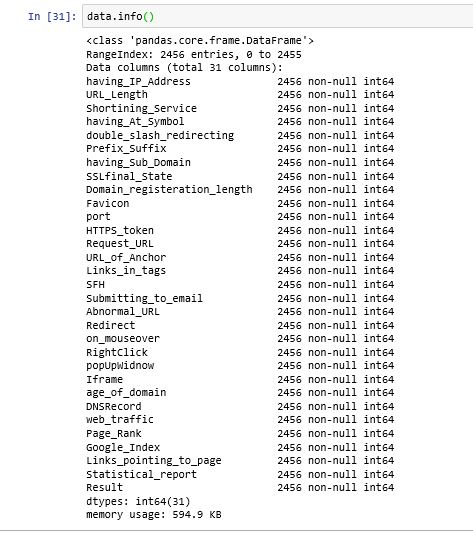 In [31]: data.info()
<class 'pandas.core.frame.DataFrame'>
RangeIndex: 2456 entries, 0 to 2455
Data columns (total 31 columns):
having_IP_Address 2456 non-null int64
URL_Length 2456 non-null int64
Shortining_Service 2456 non-null int64
having_At_Symbol 2456 non-null int64
double_slash_redirecting 2456 non-null int64
Prefix_Suffix 2456 non-null int64
having_Sub_Domain 2456 non-null int64
SSLfinal_State 2456 non-null int64
Domain_registeration_length 2456 non-null int64
Favicon 2456 non-null int64
port 2456 non-null int64
HTTPS_token 2456 non-null int64
Request_URL 2456 non-null int64
URL_of_Anchor 2456 non-null int64
Links_in_tags 2456 non-null int64
SFH 2456 non-null int64
Submitting_to_email 2456 non-null int64
Abnormal_URL 2456 non-null int64
Redirect 2456 non-null int64
on_mouseover 2456 non-null int64
RightClick 2456 non-null int64
popUpWidnow 2456 non-null int64
Iframe 2456 non-null int64
age_of_domain 2456 non-null int64
DNSRecord 2456 non-null int64
web_traffic 2456 non-null int64
Page_Rank 2456 non-null int64
Google_Index 2456 non-null int64
Links_pointing_to_page 2456 non-null int64
Statistical_report 2456 non-null int64
Result 2456 non-null int64
dtypes: int64(31)
memory usage: 594.9 KB